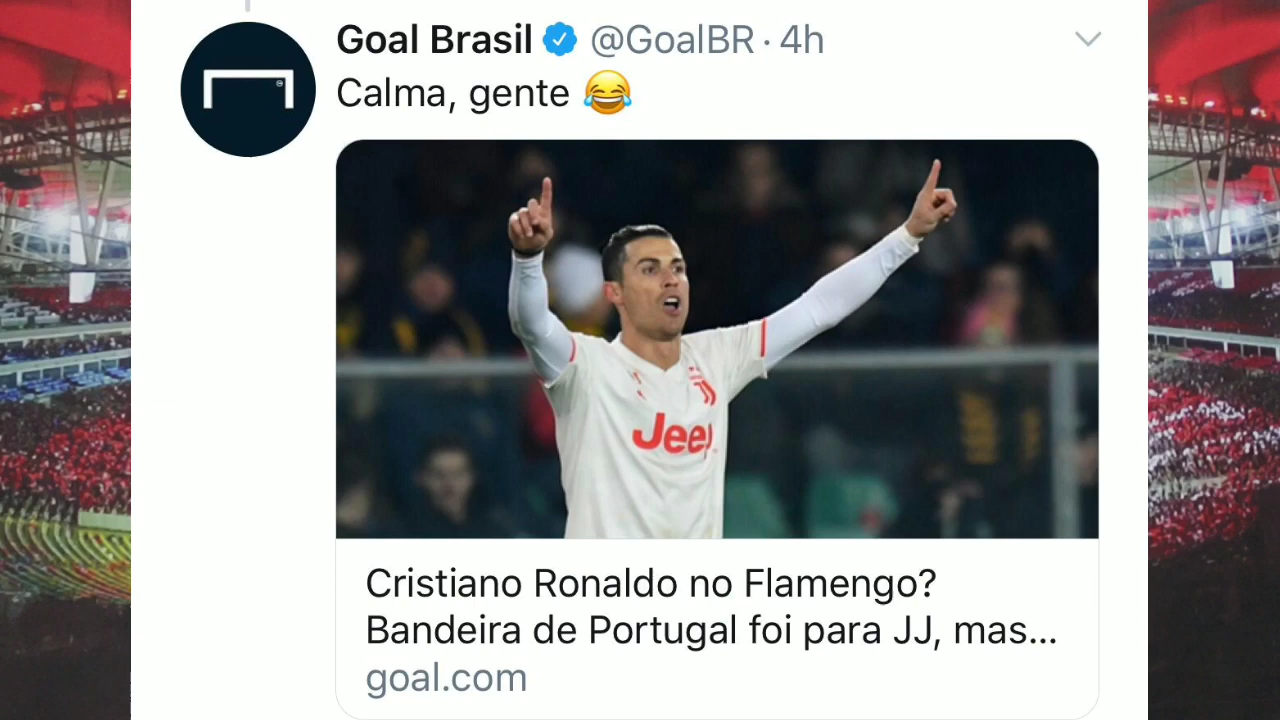 Goal Brasil @GoalBR · 4h
Calma, gente 😂
Jeep
Cristiano Ronaldo no Flamengo?
Bandeira de Portugal foi para JJ, mas...
goal.com